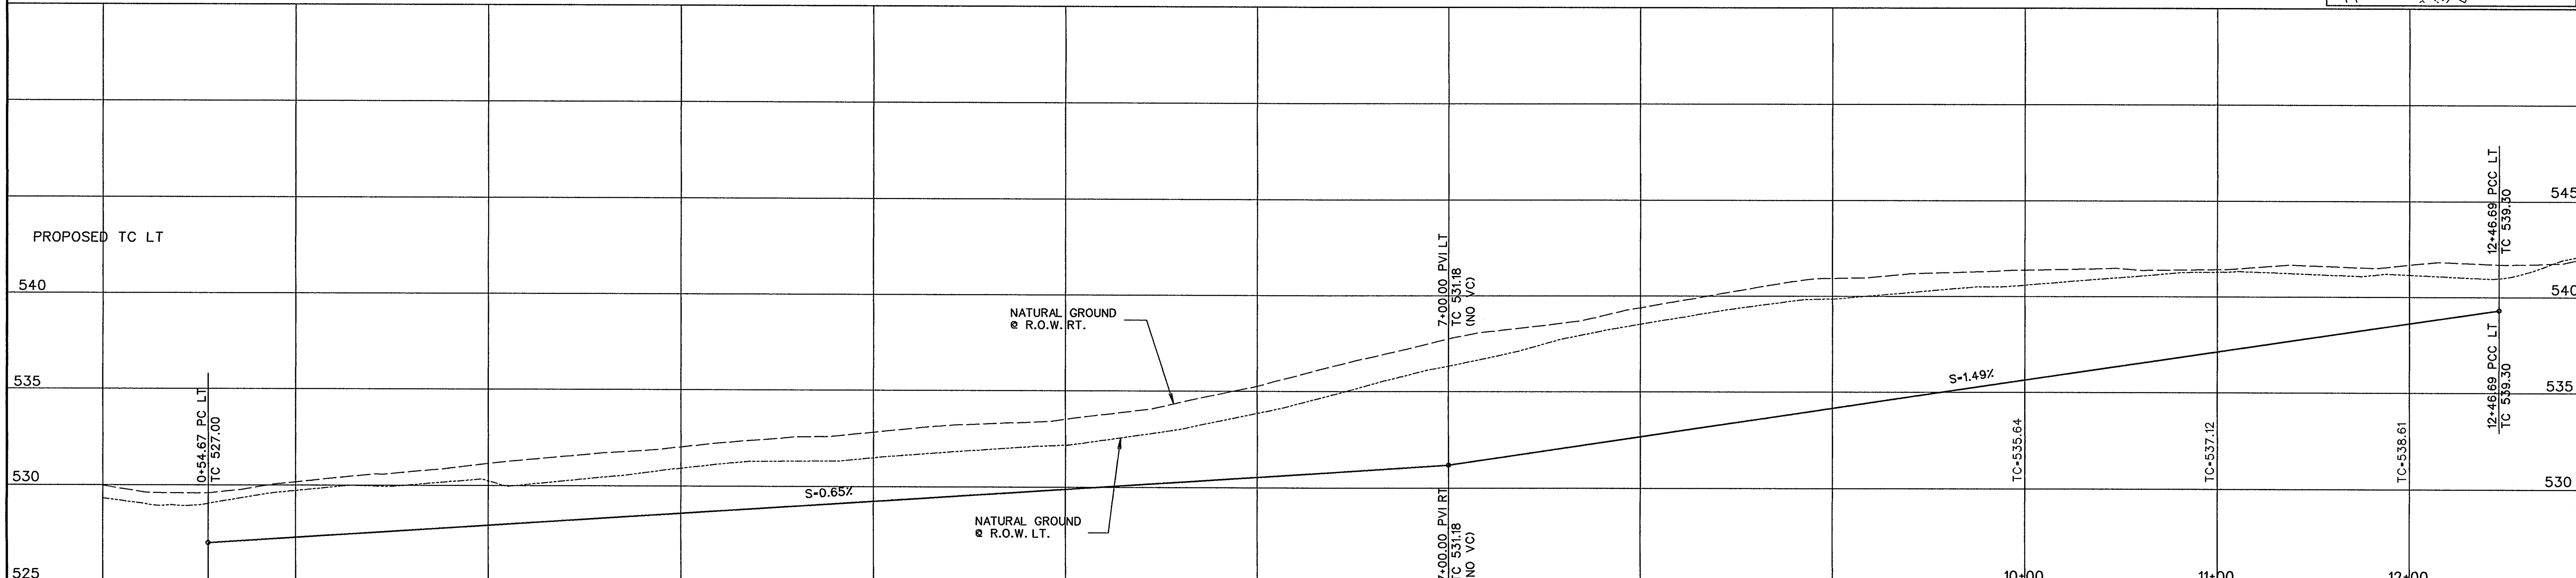 PROPOSED TC LT
545
540
540
535
535
530
530
525
0+54.67 PC LT
TC 527.00
S=0.65%
NATURAL GROUND
@ R.O.W. RT.
NATURAL GROUND
@ R.O.W. LT.
7+00.00 PVI LT
TC 531.18
(NO VC)
7+00.00 PVI RT
TC 531.18
(NO VC)
S=1.49%
TC=535.64
TC=537.12
TC=538.61
12+46.69 PCC LT
TC 539.30
12+46.69 PCC LT
TC 539.30
10+00
11+00
12+00